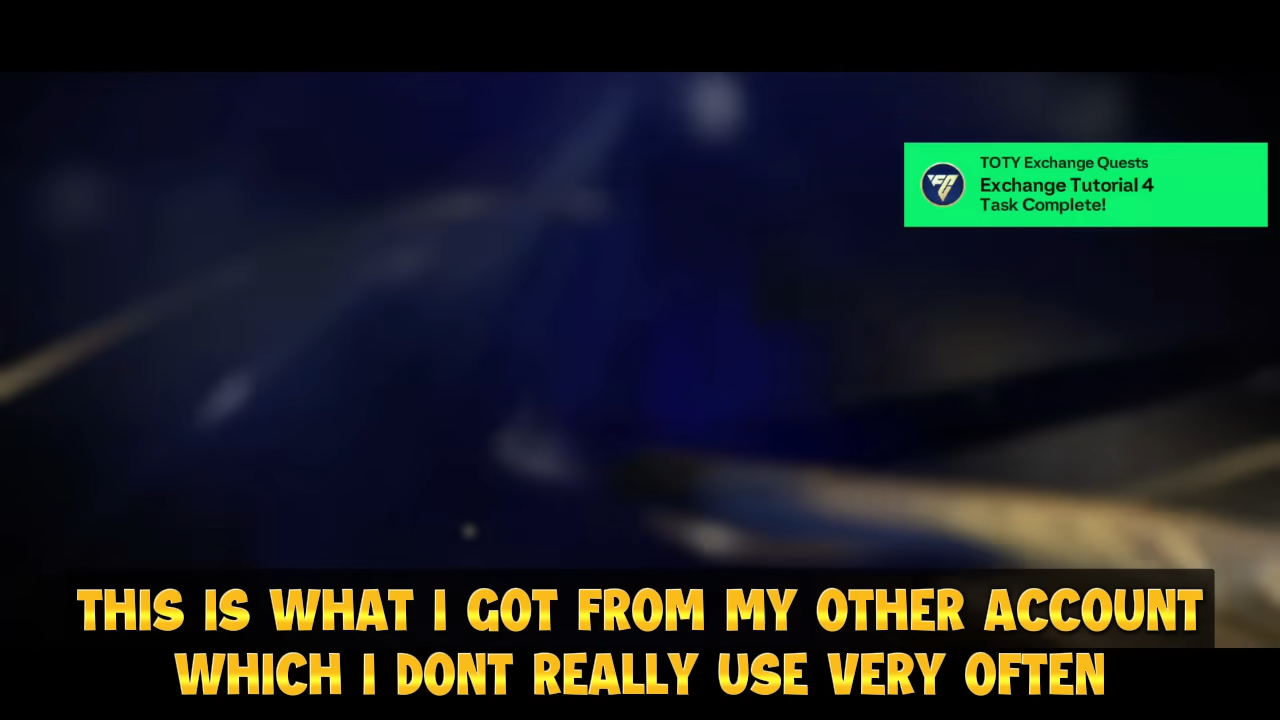 TOTY Exchange Quests
Exchange Tutorial 4
Task Complete!
THIS IS WHAT I GOT FROM MY OTHER ACCOUNT
WHICH I DONT REALLY USE VERY OFTEN